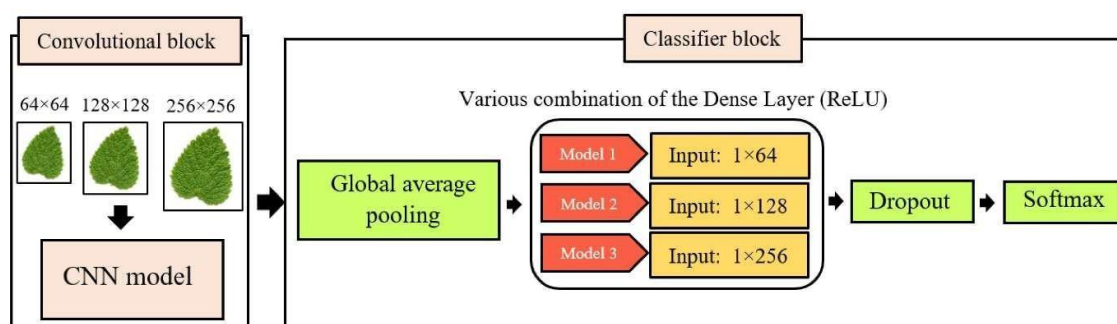 Convolutional block
64×64 128×128 256×256
CNN model
Classifier block
Various combination of the Dense Layer (ReLU)
Global average
pooling
Model 1 Input: 1×64
Model 2 Input: 1×128
Model 3 Input: 1×256
Dropout
Softmax